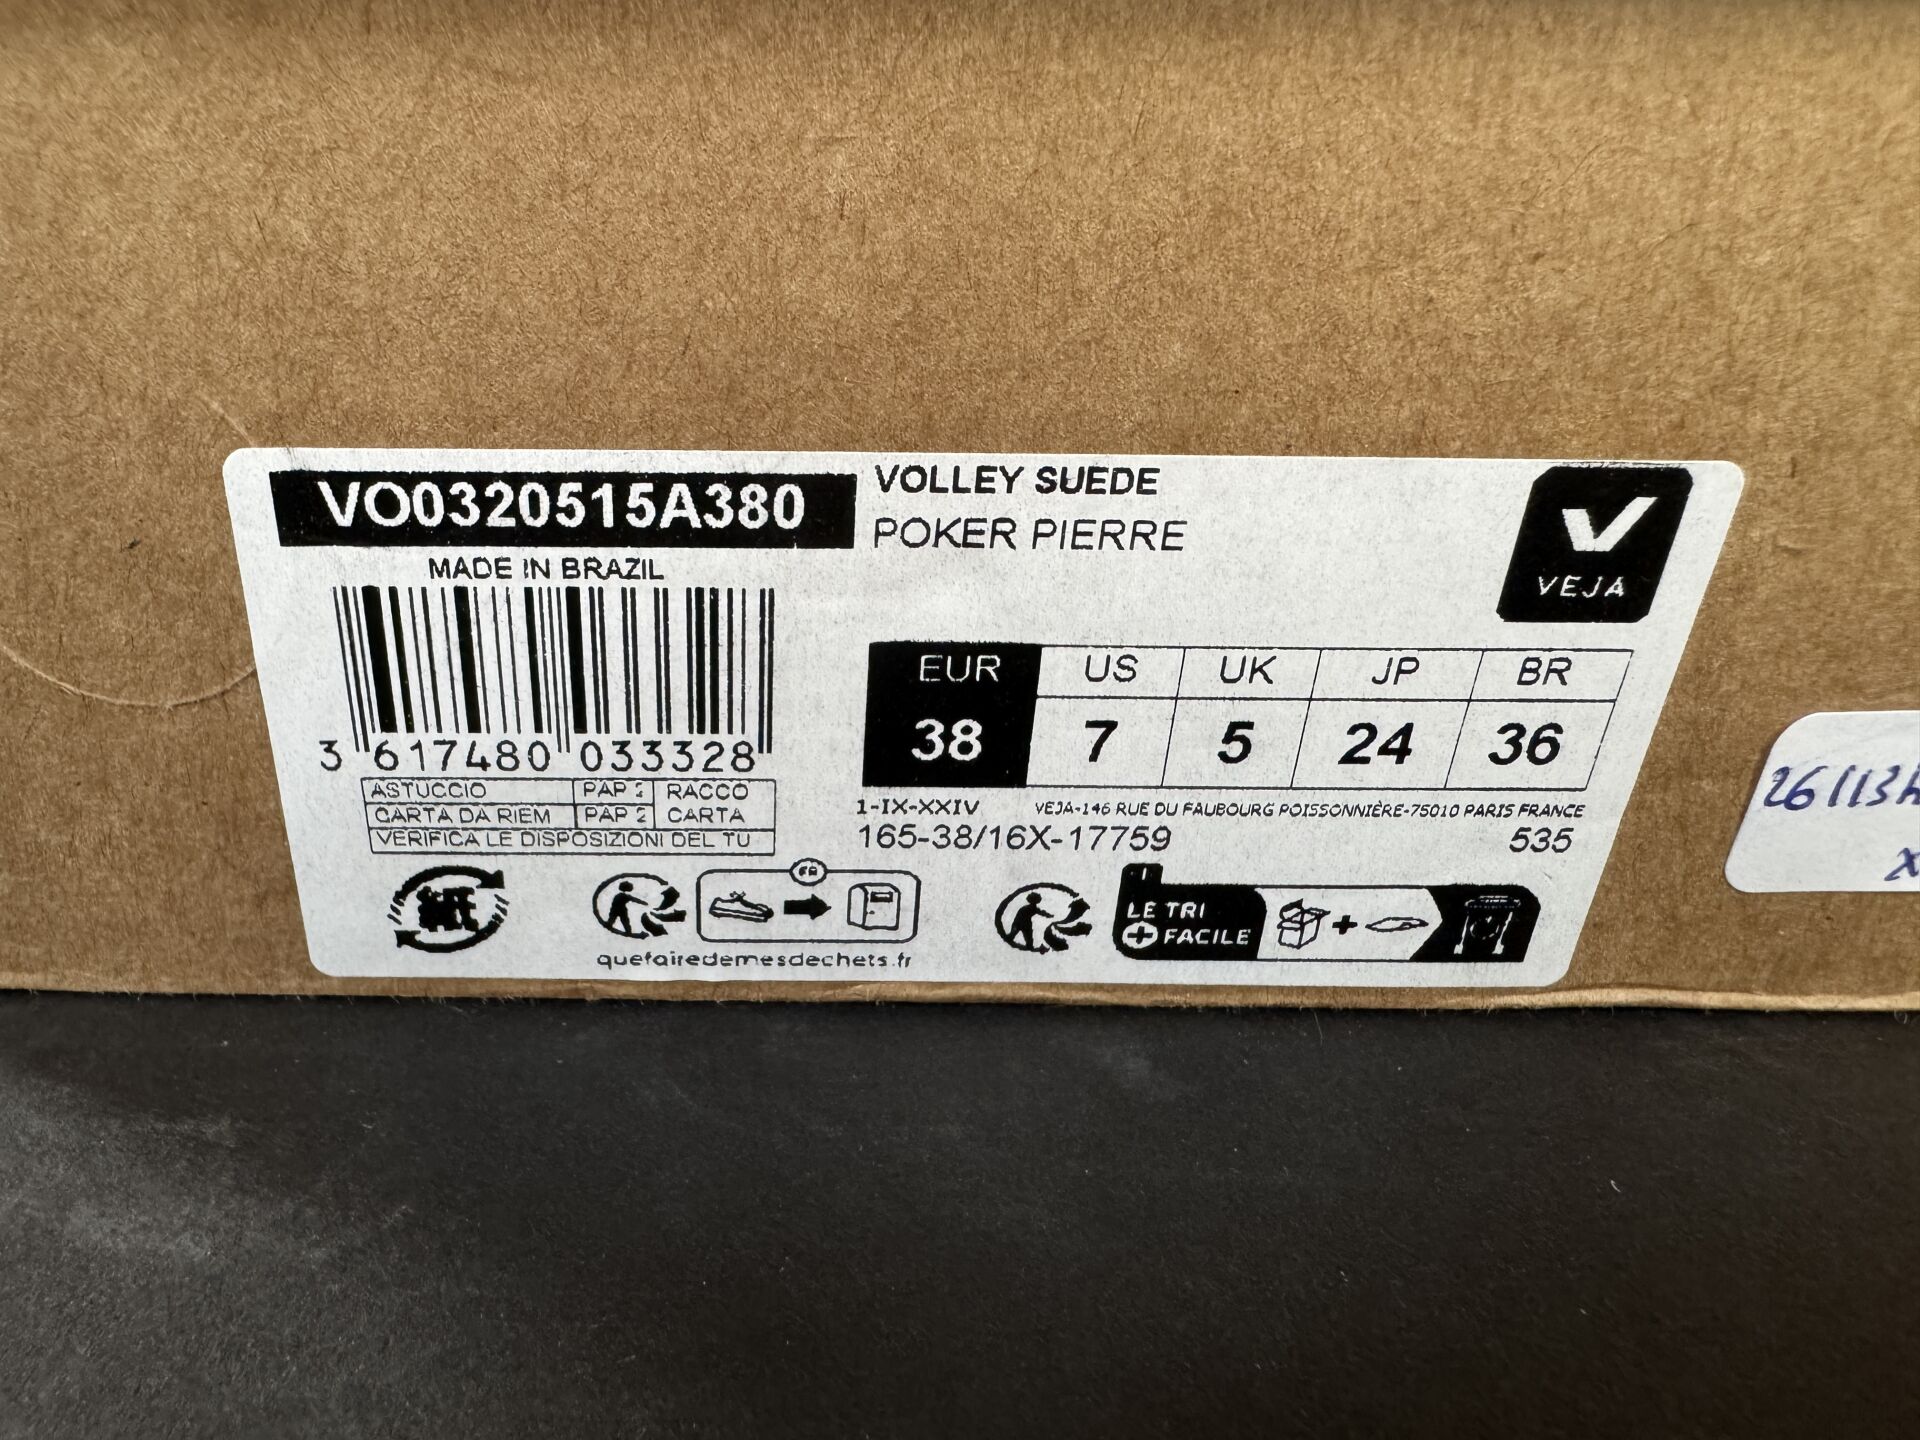 VO0320515A380
MADE IN BRAZIL
3 617480 033328
ASTUCCIO PAP RACCO
CARTA DA RIEM PAP 2 CARTA
VERIFICA LE DISPOSIZIONI DEL TU
VOLLEY SUEDE
POKER PIERRE
VEJA
EUR US UK JP BR
38 7 5 24 36
1-IX-XXIV VEJA-146 RUE DU FAUBOURG POISSONNIÈRE-75010 PARIS FRANCE
165-38/16X-17759 535
FR
quefairedemesdechets.fr
LE TRI
+ FACILE